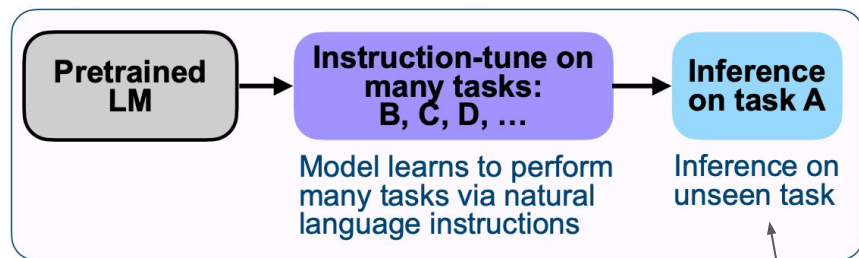 Pretrained
LM
Instruction-tune on
many tasks:
B, C, D, …
Inference
on task A
Model learns to perform
many tasks via natural
language instructions
Inference on
unseen task